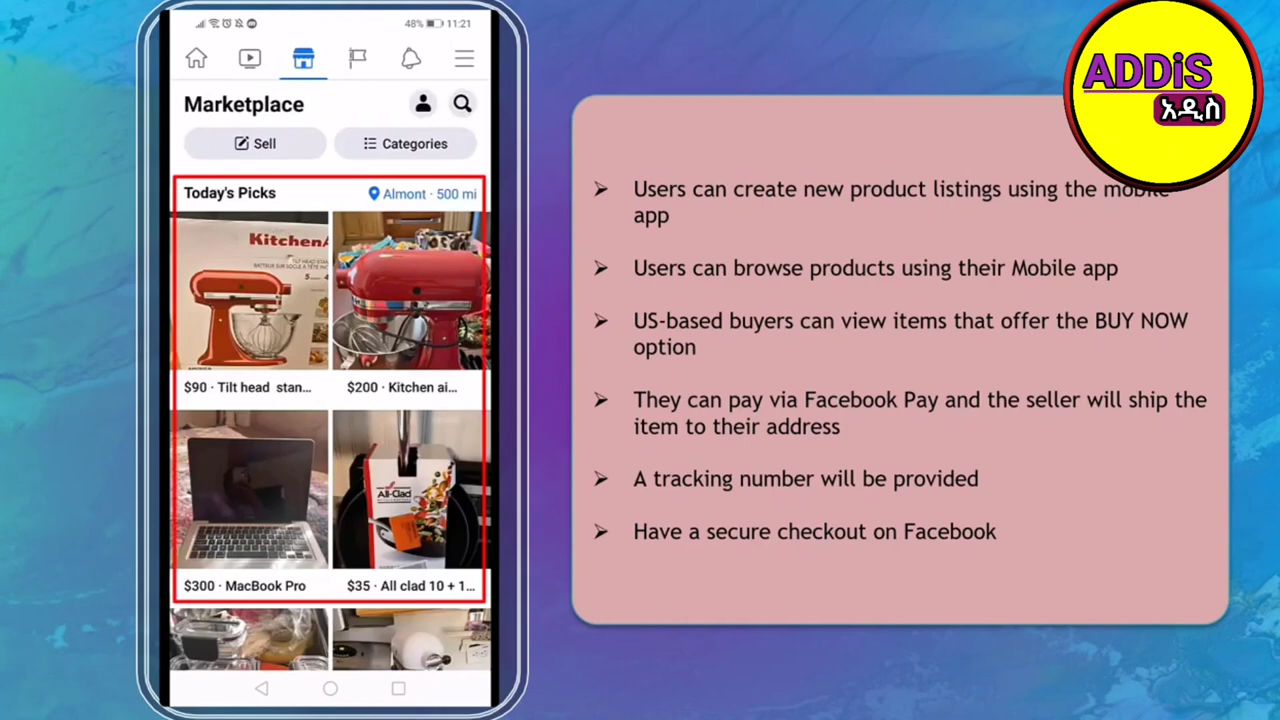 48% 11:21
Marketplace
Sell
Categories
Today's Picks
Almont · 500 mi
KitchenA
$90 · Tilt head stan...
$200 · Kitchen ai...
All-Clad
$300 · MacBook Pro
$35 · All clad 10 + 1...
ADDiS
አዲስ
➢ Users can create new product listings using the mobile
app
➢ Users can browse products using their Mobile app
➢ US-based buyers can view items that offer the BUY NOW
option
➢ They can pay via Facebook Pay and the seller will ship the
item to their address
➢ A tracking number will be provided
➢ Have a secure checkout on Facebook